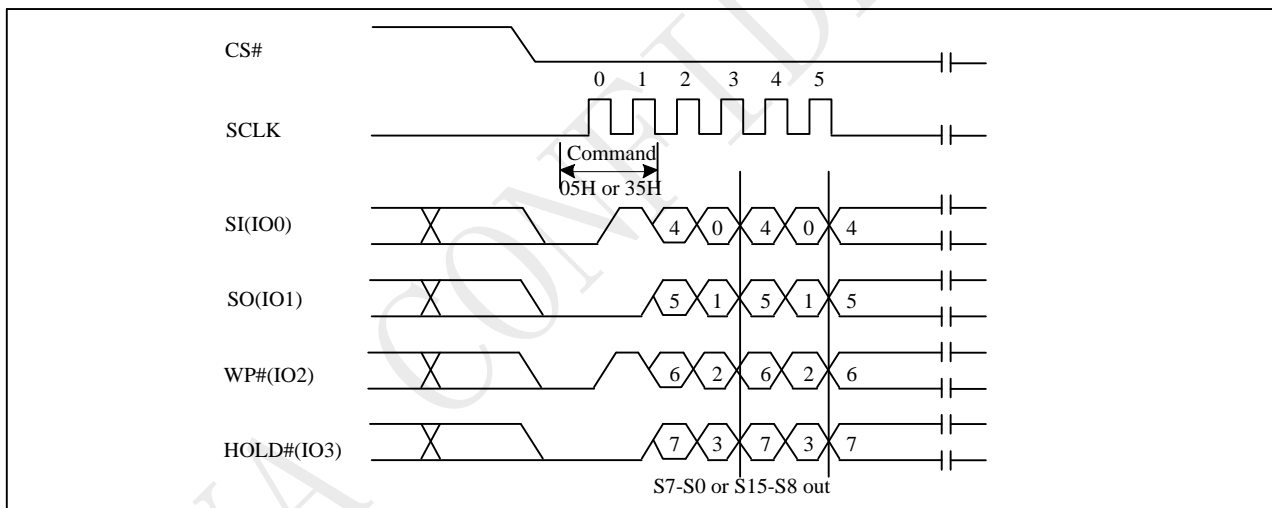 CS#
0 1 2 3 4 5
SCLK
Command
05H or 35H
SI(IO0) 4 0 4 0 4
SO(IO1) 5 1 5 1 5
WP#(IO2) 6 2 6 2 6
HOLD#(IO3) 7 3 7 3 7
S7-S0 or S15-S8 out